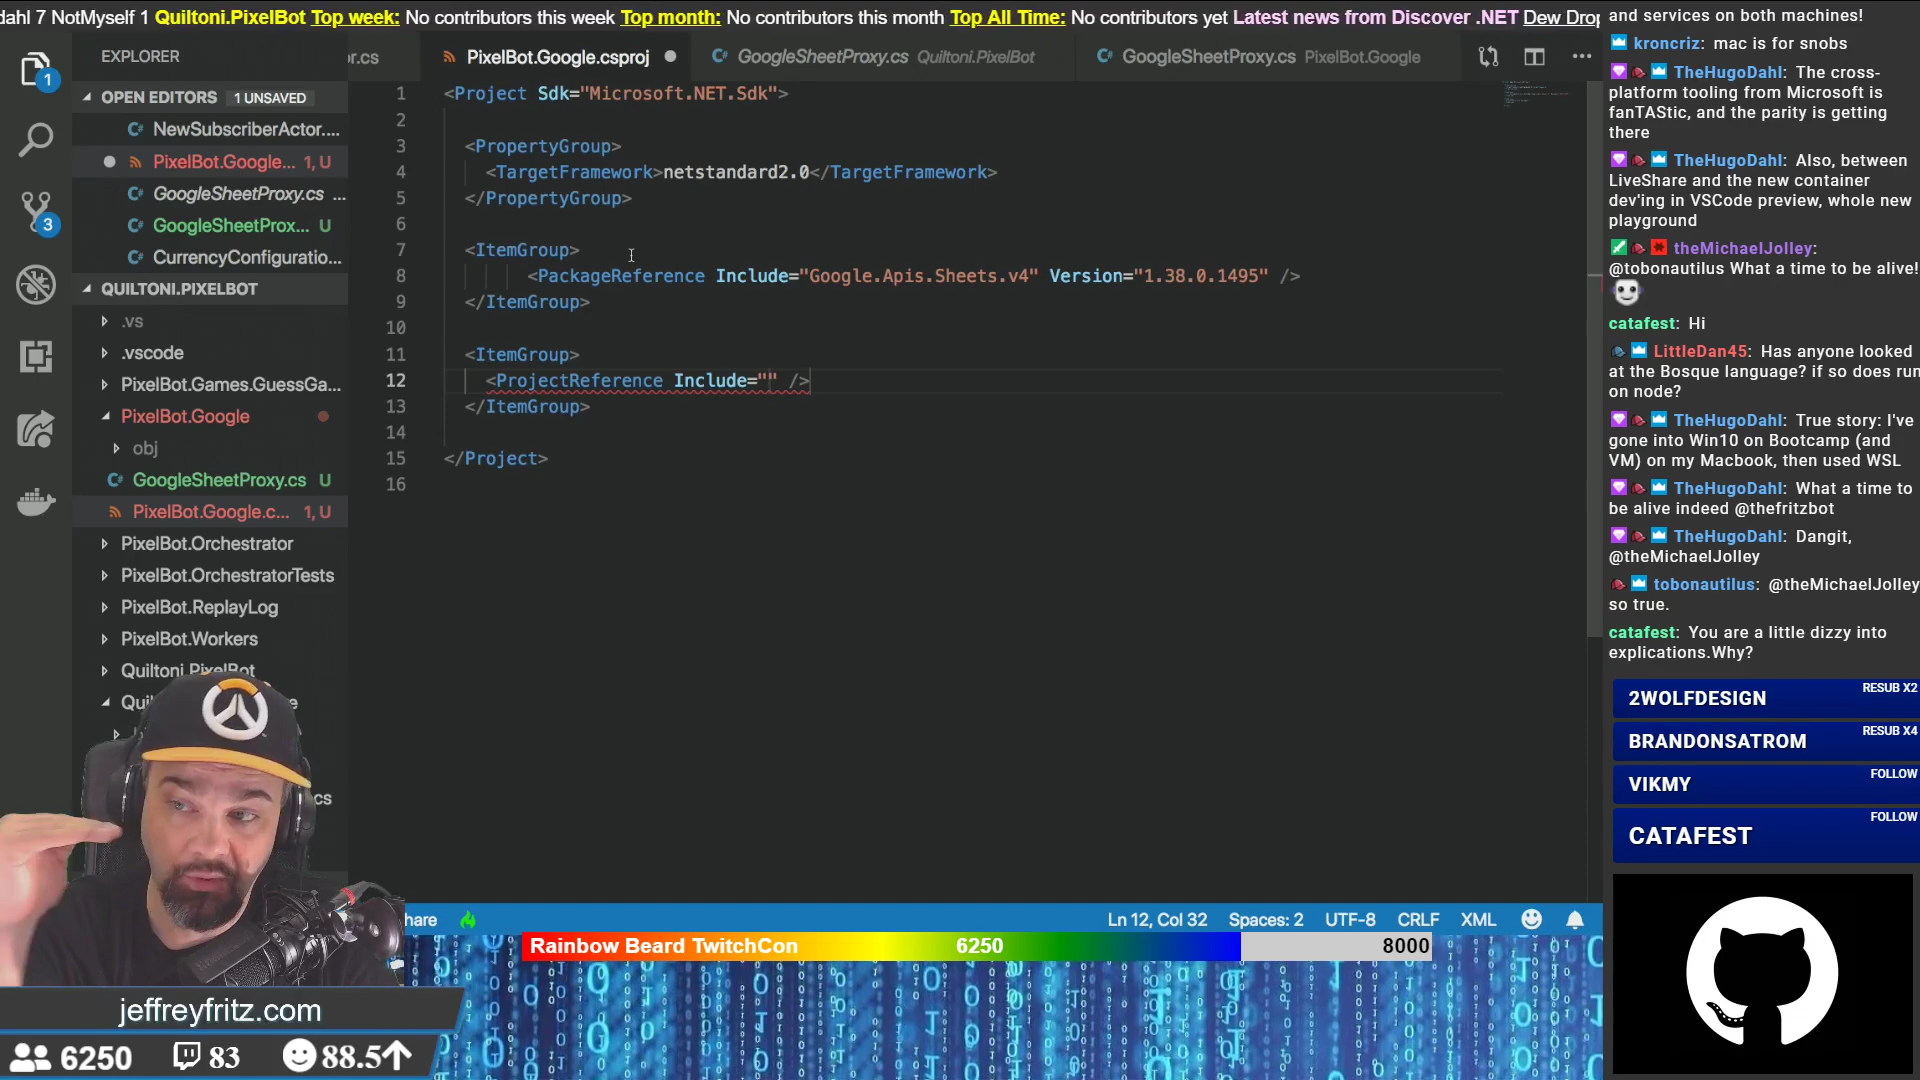 dahl 7 NotMyself 1 Quiltoni.PixelBot Top week: No contributors this week Top month: No contributors this month Top All Time: No contributors yet Latest news from Discover .NET Dew Drop
EXPLORER
OPEN EDITORS 1 UNSAVED
NewSubscriberActor....
PixelBot.Google... 1, U
GoogleSheetProxy.cs ...
GoogleSheetProx... U
CurrencyConfiguratio...
QUILTONI.PIXELBOT
.vs
.vscode
PixelBot.Games.GuessGa...
PixelBot.Google
obj
GoogleSheetProxy.cs U
PixelBot.Google.c... 1, U
PixelBot.Orchestrator
PixelBot.OrchestratorTests
PixelBot.ReplayLog
PixelBot.Workers
Quiltoni.PixelBot
1
3
or.cs
PixelBot.Google.csproj
GoogleSheetProxy.cs Quiltoni.PixelBot
GoogleSheetProxy.cs PixelBot.Google
1 <Project Sdk="Microsoft.NET.Sdk">
2
3 <PropertyGroup>
4 <TargetFramework>netstandard2.0</TargetFramework>
5 </PropertyGroup>
6
7 <ItemGroup>
8 <PackageReference Include="Google.Apis.Sheets.v4" Version="1.38.0.1495" />
9 </ItemGroup>
10
11 <ItemGroup>
12 <ProjectReference Include="" />
13 </ItemGroup>
14
15 </Project>
16
hare
Ln 12, Col 32 Spaces: 2 UTF-8 CRLF XML
Rainbow Beard TwitchCon 6250 8000
jeffreyfritz.com
6250 83 88.5
and services on both machines!
kroncriz: mac is for snobs
TheHugoDahl: The cross-
platform tooling from Microsoft is
fanTAStic, and the parity is getting
there
TheHugoDahl: Also, between
LiveShare and the new container
dev'ing in VSCode preview, whole new
playground
theMichaelJolley:
@tobonautilus What a time to be alive!
catafest: Hi
LittleDan45: Has anyone looked
at the Bosque language? if so does run
on node?
TheHugoDahl: True story: I've
gone into Win10 on Bootcamp (and
VM) on my Macbook, then used WSL
TheHugoDahl: What a time to
be alive indeed @thefritzbot
TheHugoDahl: Dangit,
@theMichaelJolley
tobonautilus: @theMichaelJolley
so true.
catafest: You are a little dizzy into
explications.Why?
2WOLFDESIGN RESUB X2
BRANDONSATROM RESUB X4
VIKMY FOLLOW
CATAFEST FOLLOW